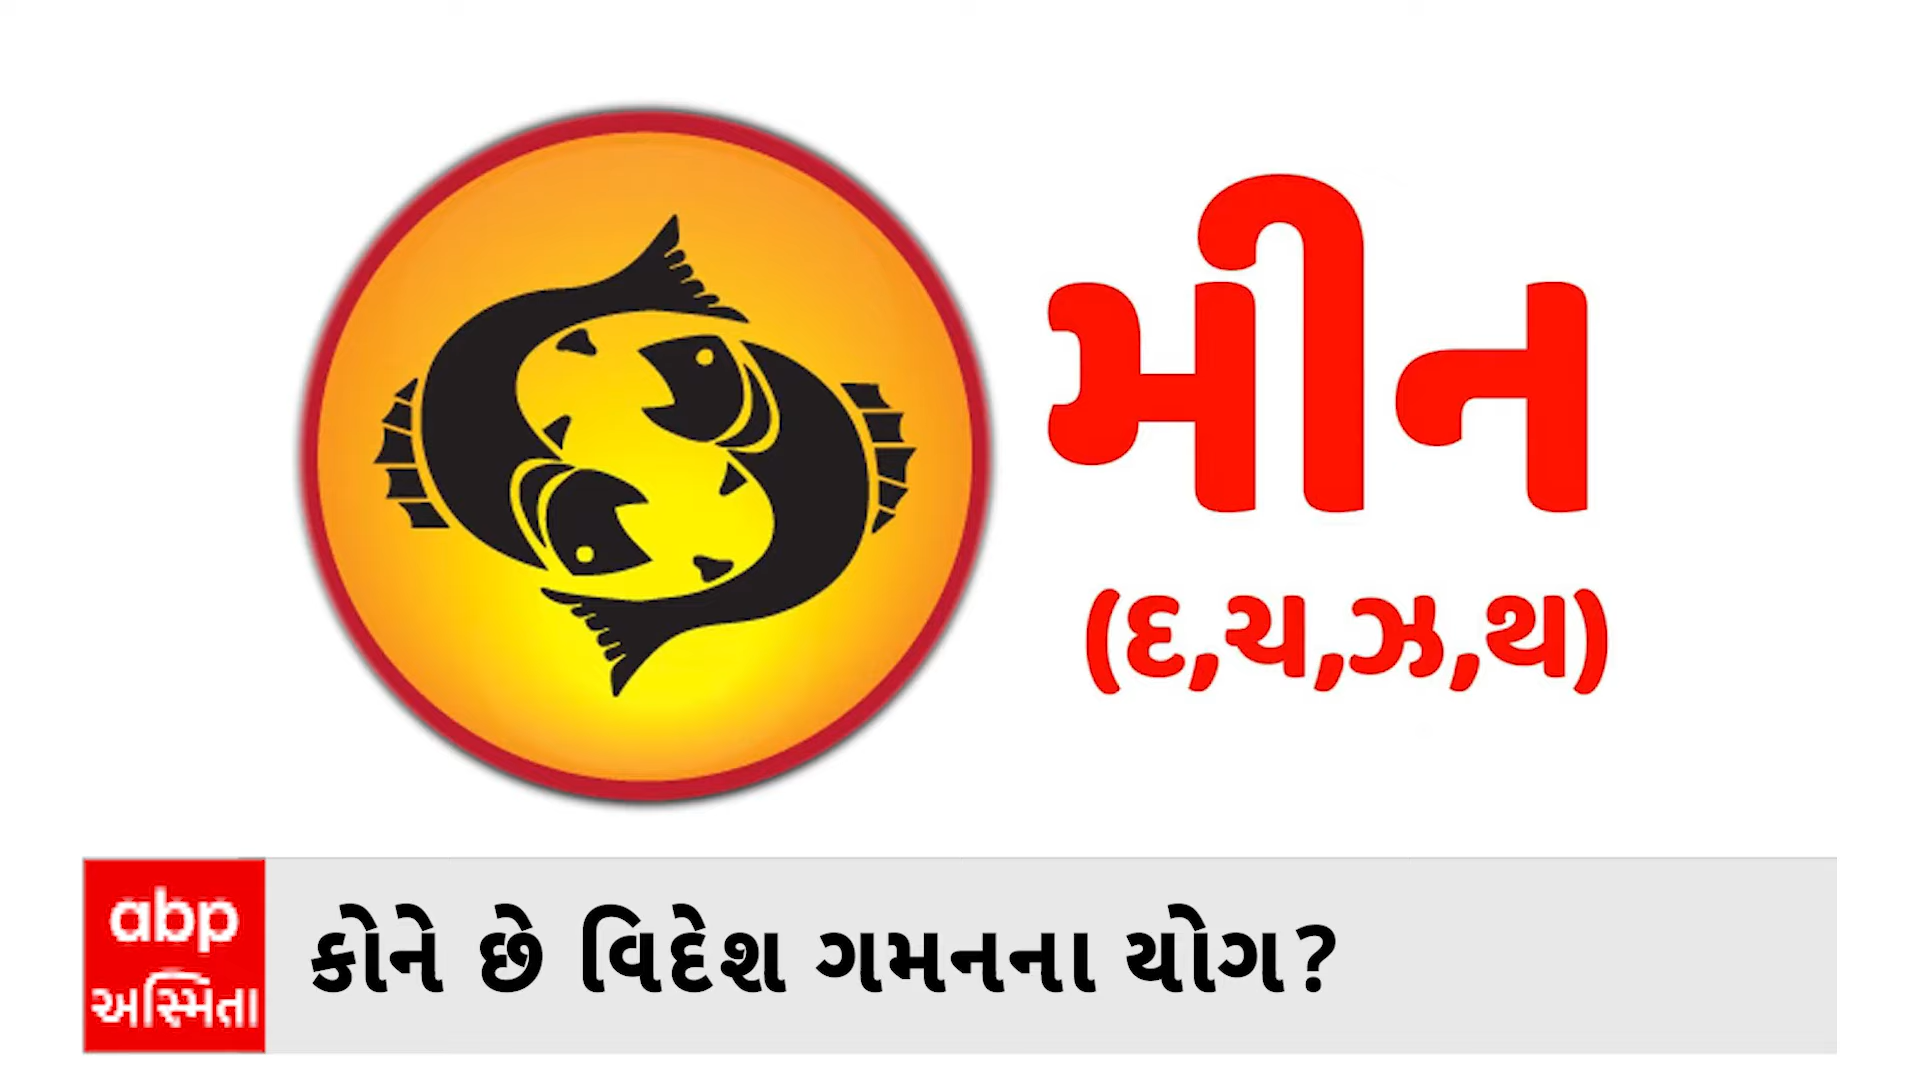 મીન
(દ,ચ,ઝ,થ)
abp
અસ્મિતા
કોને છે વિદેશ ગમનના યોગ?